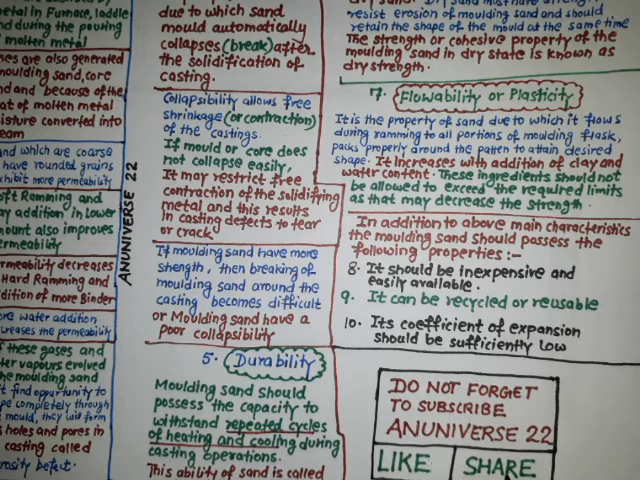 metal in Furnace, laddle
and during the pouring
f molten metal
ses are also generated
moulding sand, core
nd and because of the
at of molten metal
isture converted into
eam
and which are coarse
have rounded grains
xhibit more permeability
oft Ramming and
ay addition in Lower
mount also improves
ermeability
rmeability decreases
Hard Ramming and
dition of more Binder
ore water addition
creases the permeability
f these gases and
ter vapours evolved
the moulding sand
't find opportunity to
pe completely through
mould, they will form
s holes and pores in
casting called
rosity defect.
ANUNIVERSE 22
due to which sand
mould automatically
collapses (break) after
the solidification of
casting.
Collapsibility allows free
shrinkage (or contraction)
of the castings.
If mould or core does
not collapse easily,
It may restrict free
contraction of the solidifying
metal and this results
in casting defects to tear
or crack
If moulding sand have more
shength, then breaking of
moulding sand around the
casting becomes difficult
or Moulding sand have a
poor collapsibility
5. Durability
Moulding sand should
possess the capacity to
withstand repeated cycles
of heating and cooling during
casting operations.
This ability of sand is called
resist erosion of moulding sand and should
retain the shape of the mould at the same time
The strength or cohesive property of the
moulding sand in dry state is known as
dry strength.
7. Flowability or Plasticity
It is the property of sand due to which it flows
during ramming to all portions of moulding flask,
packs properly around the pattern to attain desired
shape. It increases with addition of clay and
water content. These ingredients should not
be allowed to exceed the required limits
as that may decrease the strength.
In addition to above main characteristics
the moulding sand should possess the
following properties :-
8. It should be inexpensive and
easily available.
9. It can be recycled or reusable
10. Its coefficient of expansion
should be sufficiently low
DO NOT FORGET
TO SUBSCRIBE
ANUNIVERSE 22
LIKE SHARE